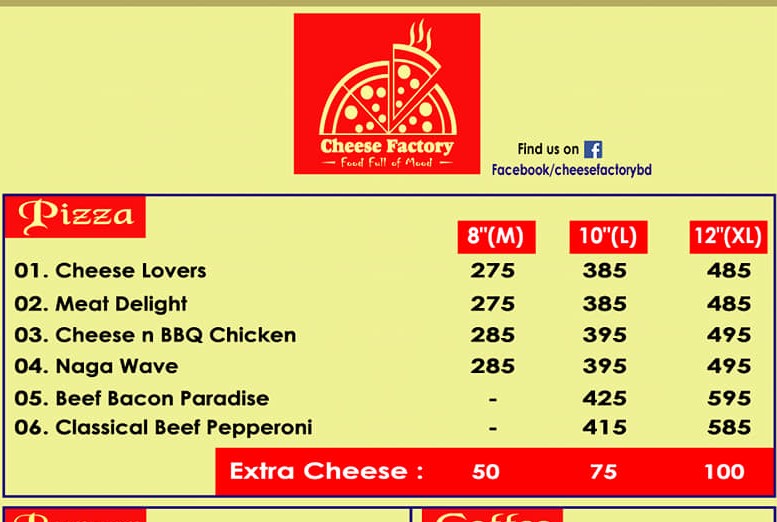 Cheese Factory
Food Full of Mood
Find us on
Facebook/cheesefactorybd
Pizza
8"(M) 10"(L) 12"(XL)
01. Cheese Lovers 275 385 485
02. Meat Delight 275 385 485
03. Cheese n BBQ Chicken 285 395 495
04. Naga Wave 285 395 495
05. Beef Bacon Paradise - 425 595
06. Classical Beef Pepperoni - 415 585
Extra Cheese : 50 75 100